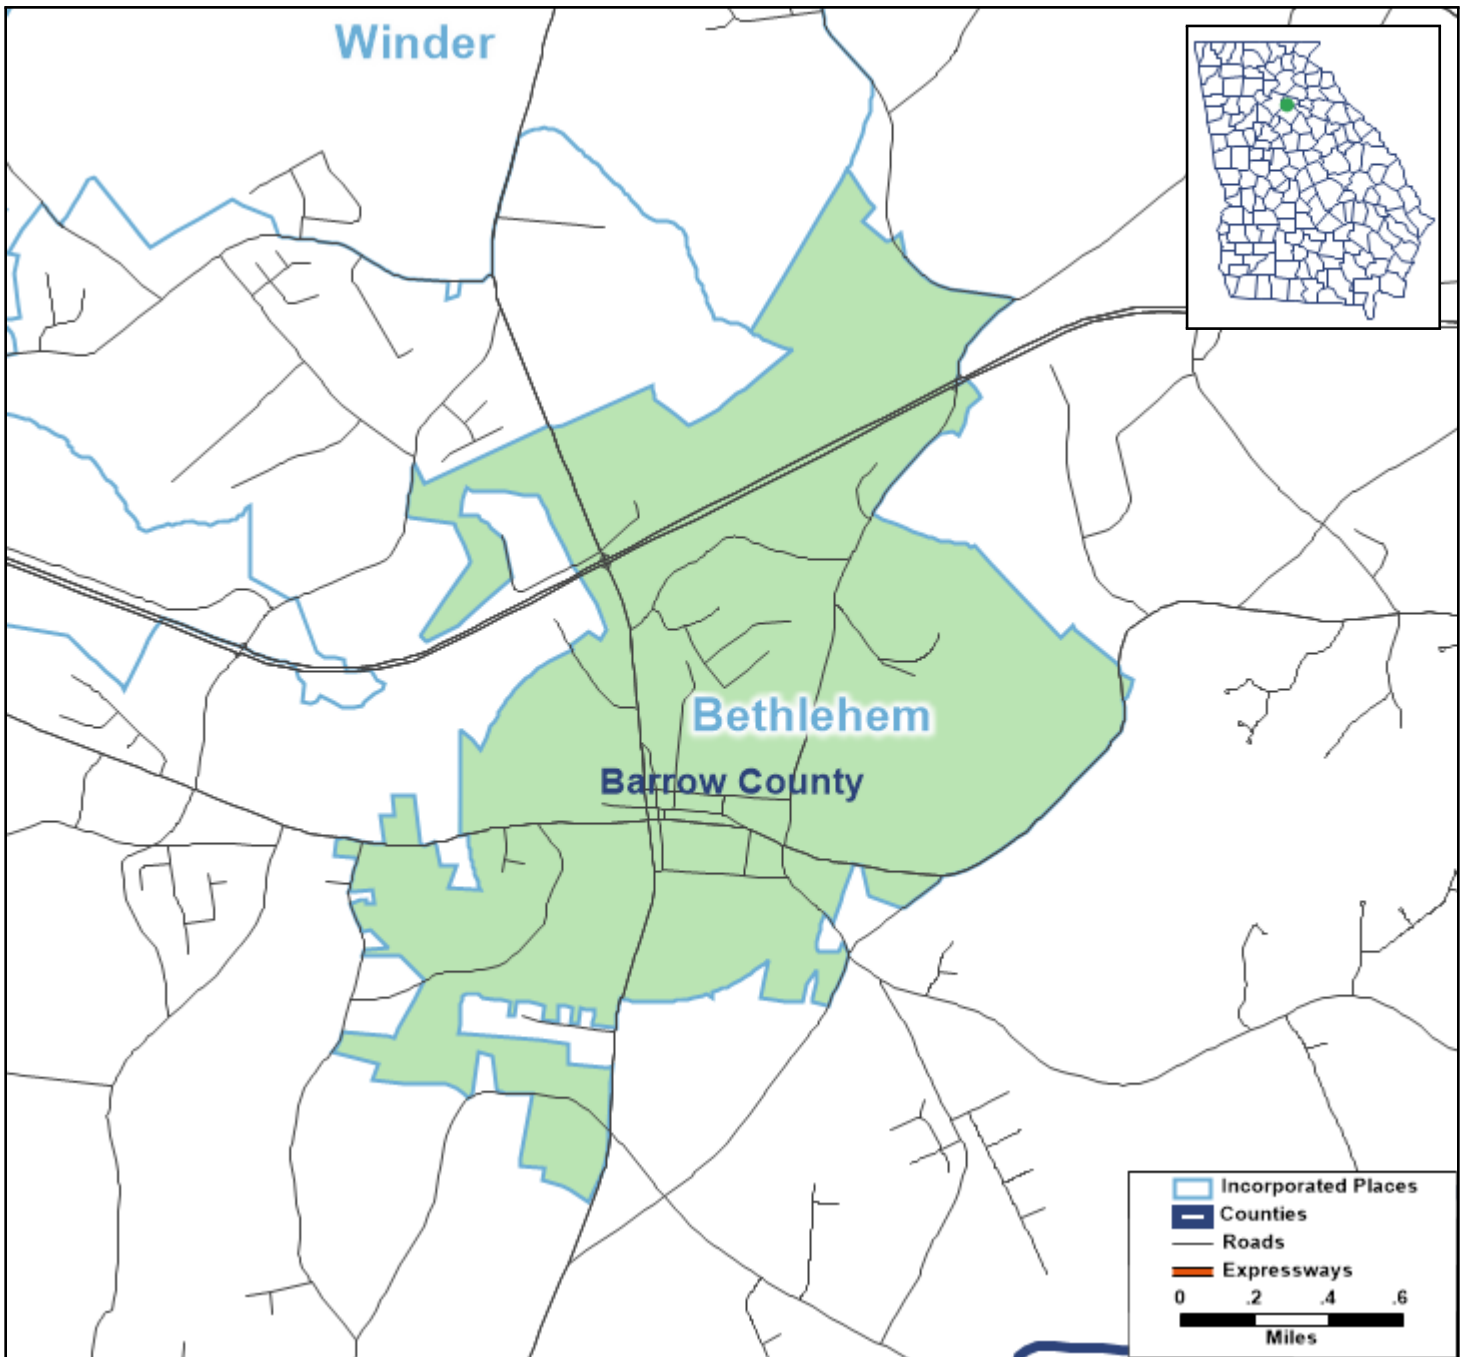 Winder
Bethlehem
Barrow County
Incorporated Places
Counties
Roads
Expressways
0 .2 .4 .6
Miles